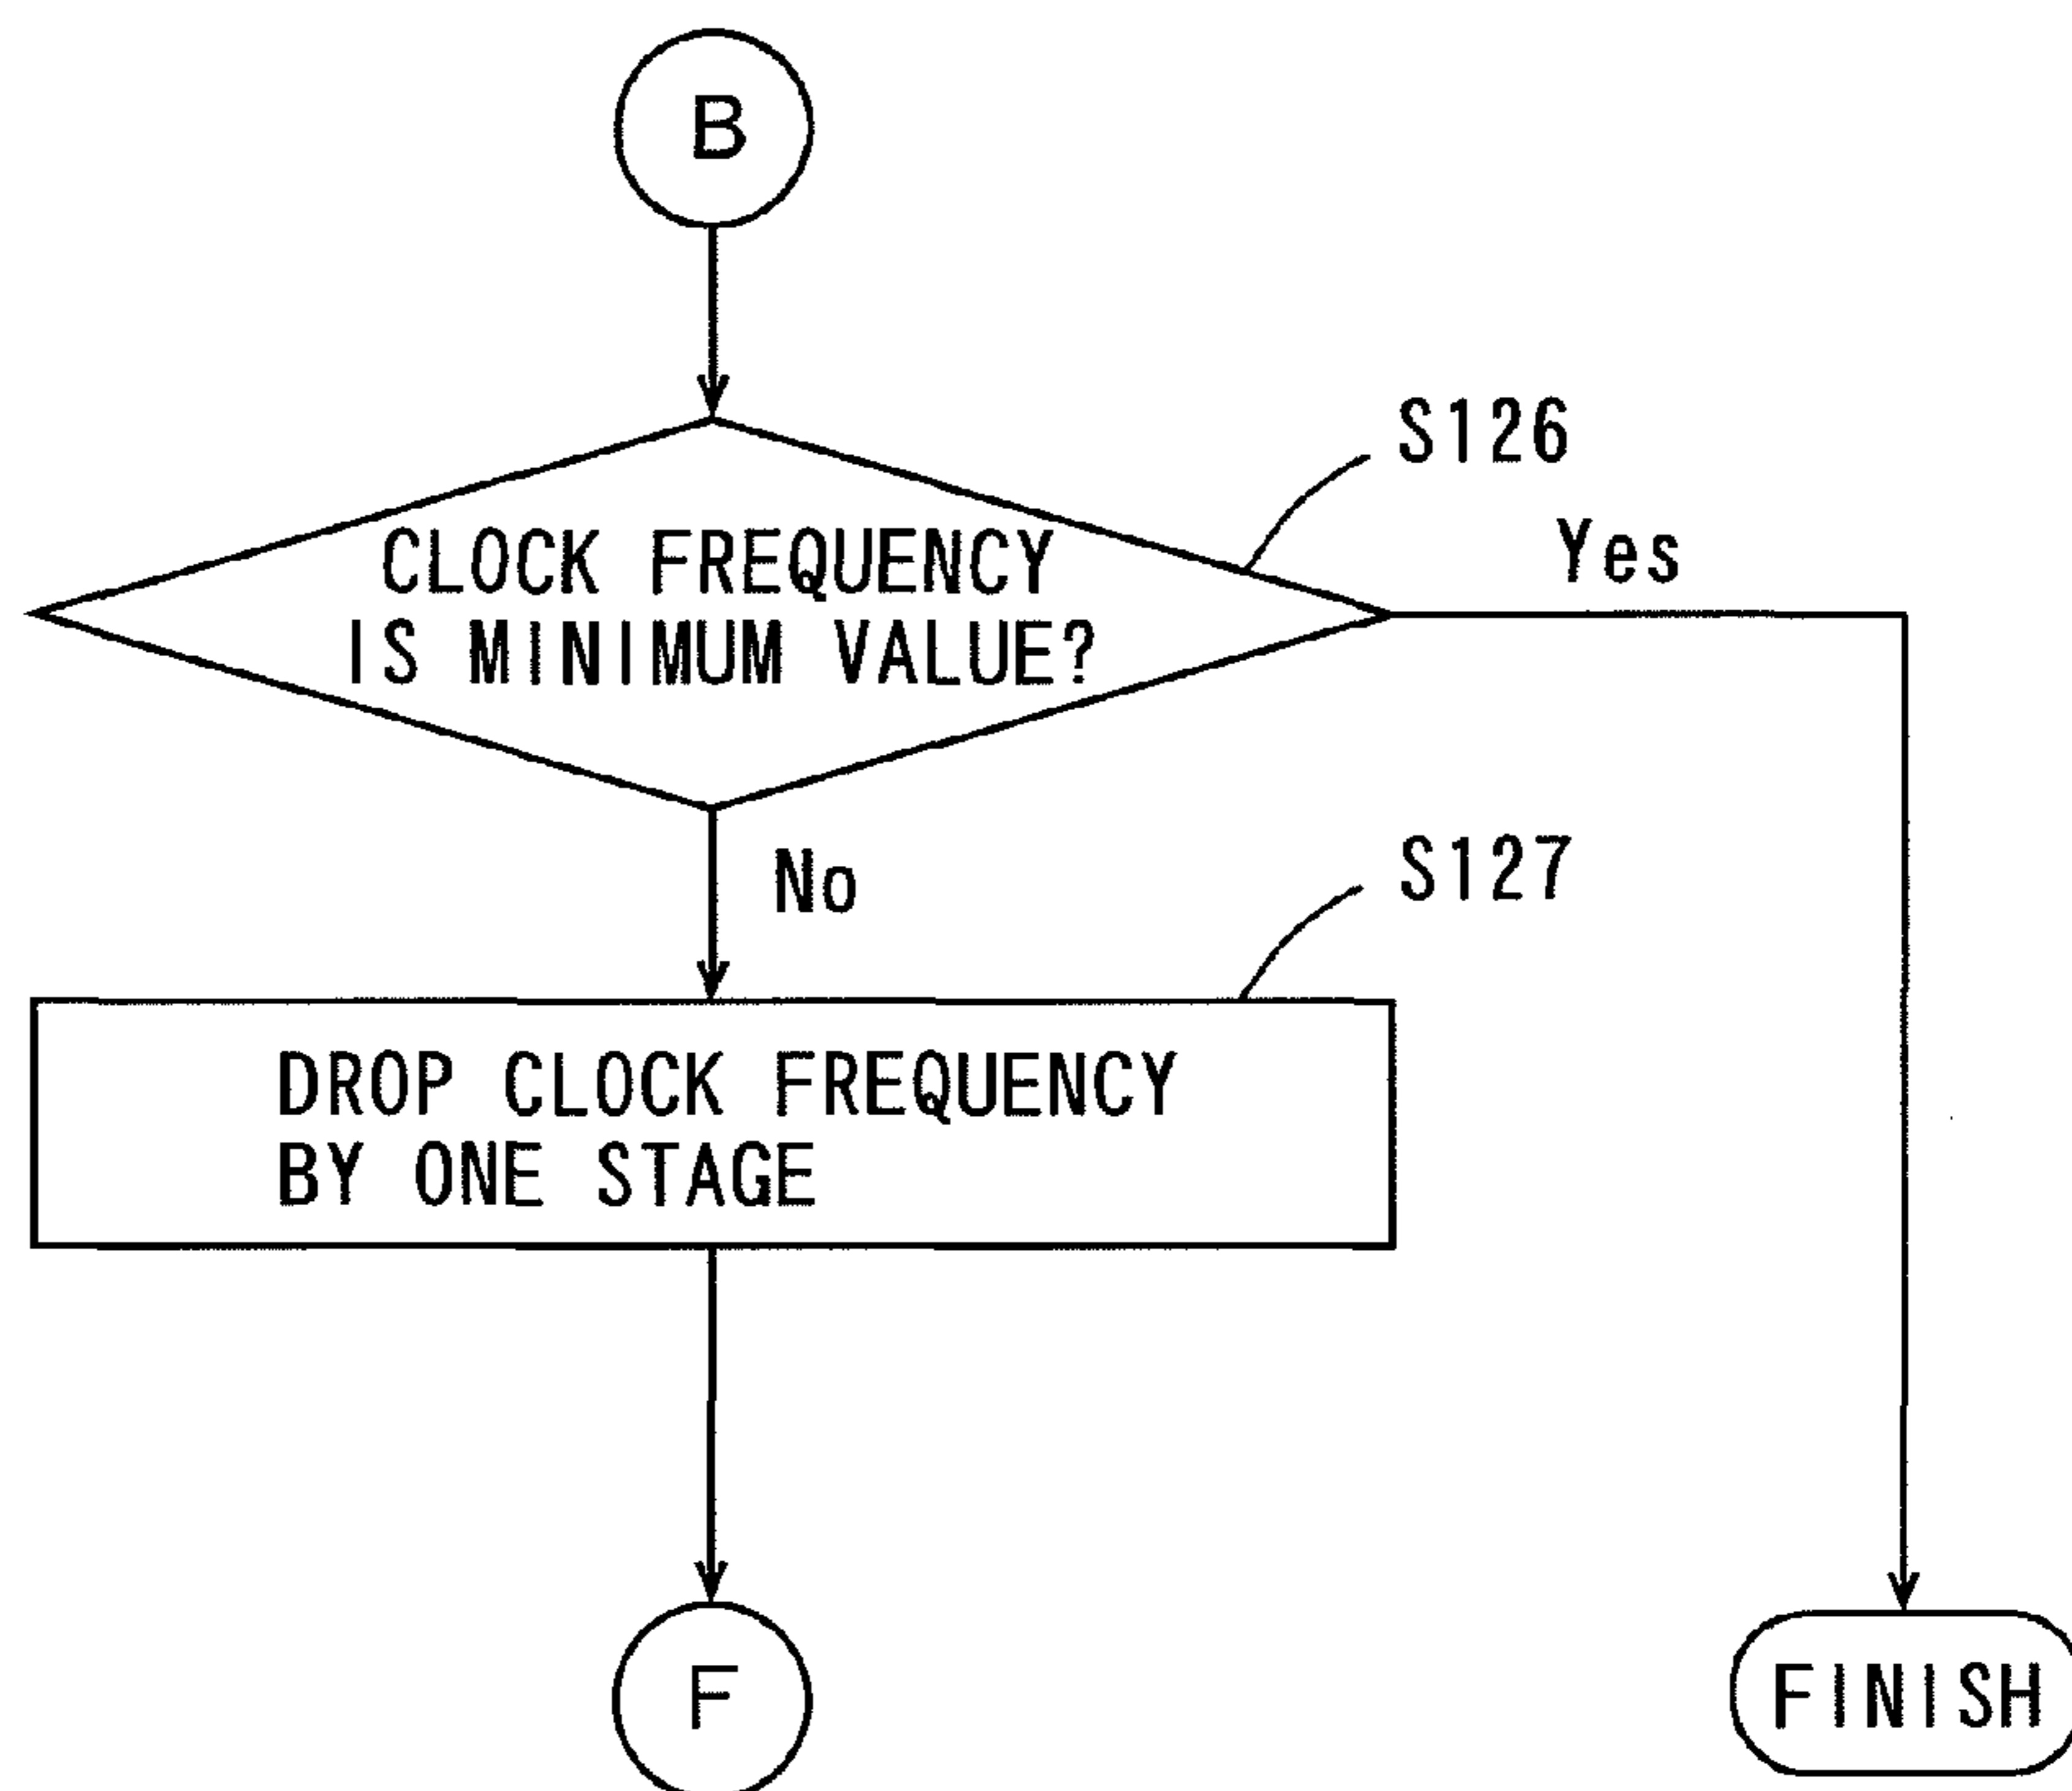 B
S126
CLOCK FREQUENCY
IS MINIMUM VALUE?
Yes
No
S127
DROP CLOCK FREQUENCY
BY ONE STAGE
F
FINISH